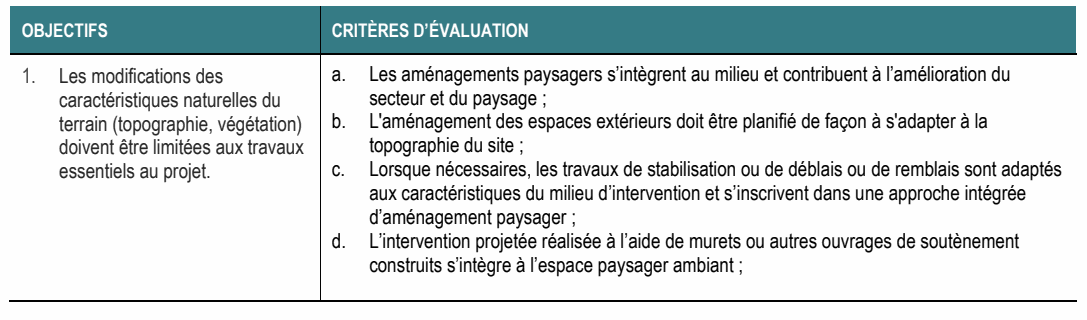 OBJECTIFS
CRITÈRES D’ÉVALUATION
1. Les modifications des
caractéristiques naturelles du
terrain (topographie, végétation)
doivent être limitées aux travaux
essentiels au projet.
a. Les aménagements paysagers s’intègrent au milieu et contribuent à l’amélioration du
secteur et du paysage ;
b. L'aménagement des espaces extérieurs doit être planifié de façon à s'adapter à la
topographie du site ;
c. Lorsque nécessaires, les travaux de stabilisation ou de déblais ou de remblais sont adaptés
aux caractéristiques du milieu d’intervention et s’inscrivent dans une approche intégrée
d’aménagement paysager ;
d. L’intervention projetée réalisée à l’aide de murets ou autres ouvrages de soutènement
construits s’intègre à l’espace paysager ambiant ;